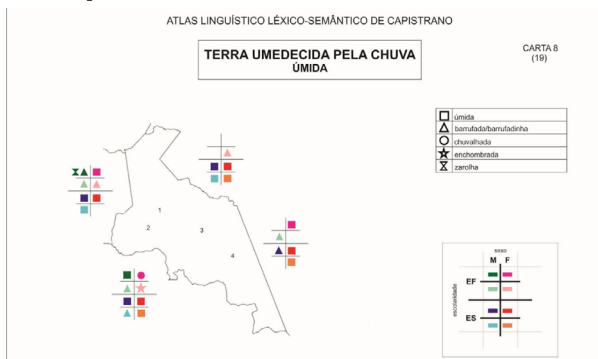 ATLAS LINGUÍSTICO LÉXICO-SEMÂNTICO DE CAPISTRANO
TERRA UMEDECIDA PELA CHUVA
ÚMIDA
CARTA 8
(19)
úmida
barrufada/barrufadinha
chuvalhada
enchombrada
zarolha
1
2
3
4
SEXO
M F
EF
ES
escolaridade